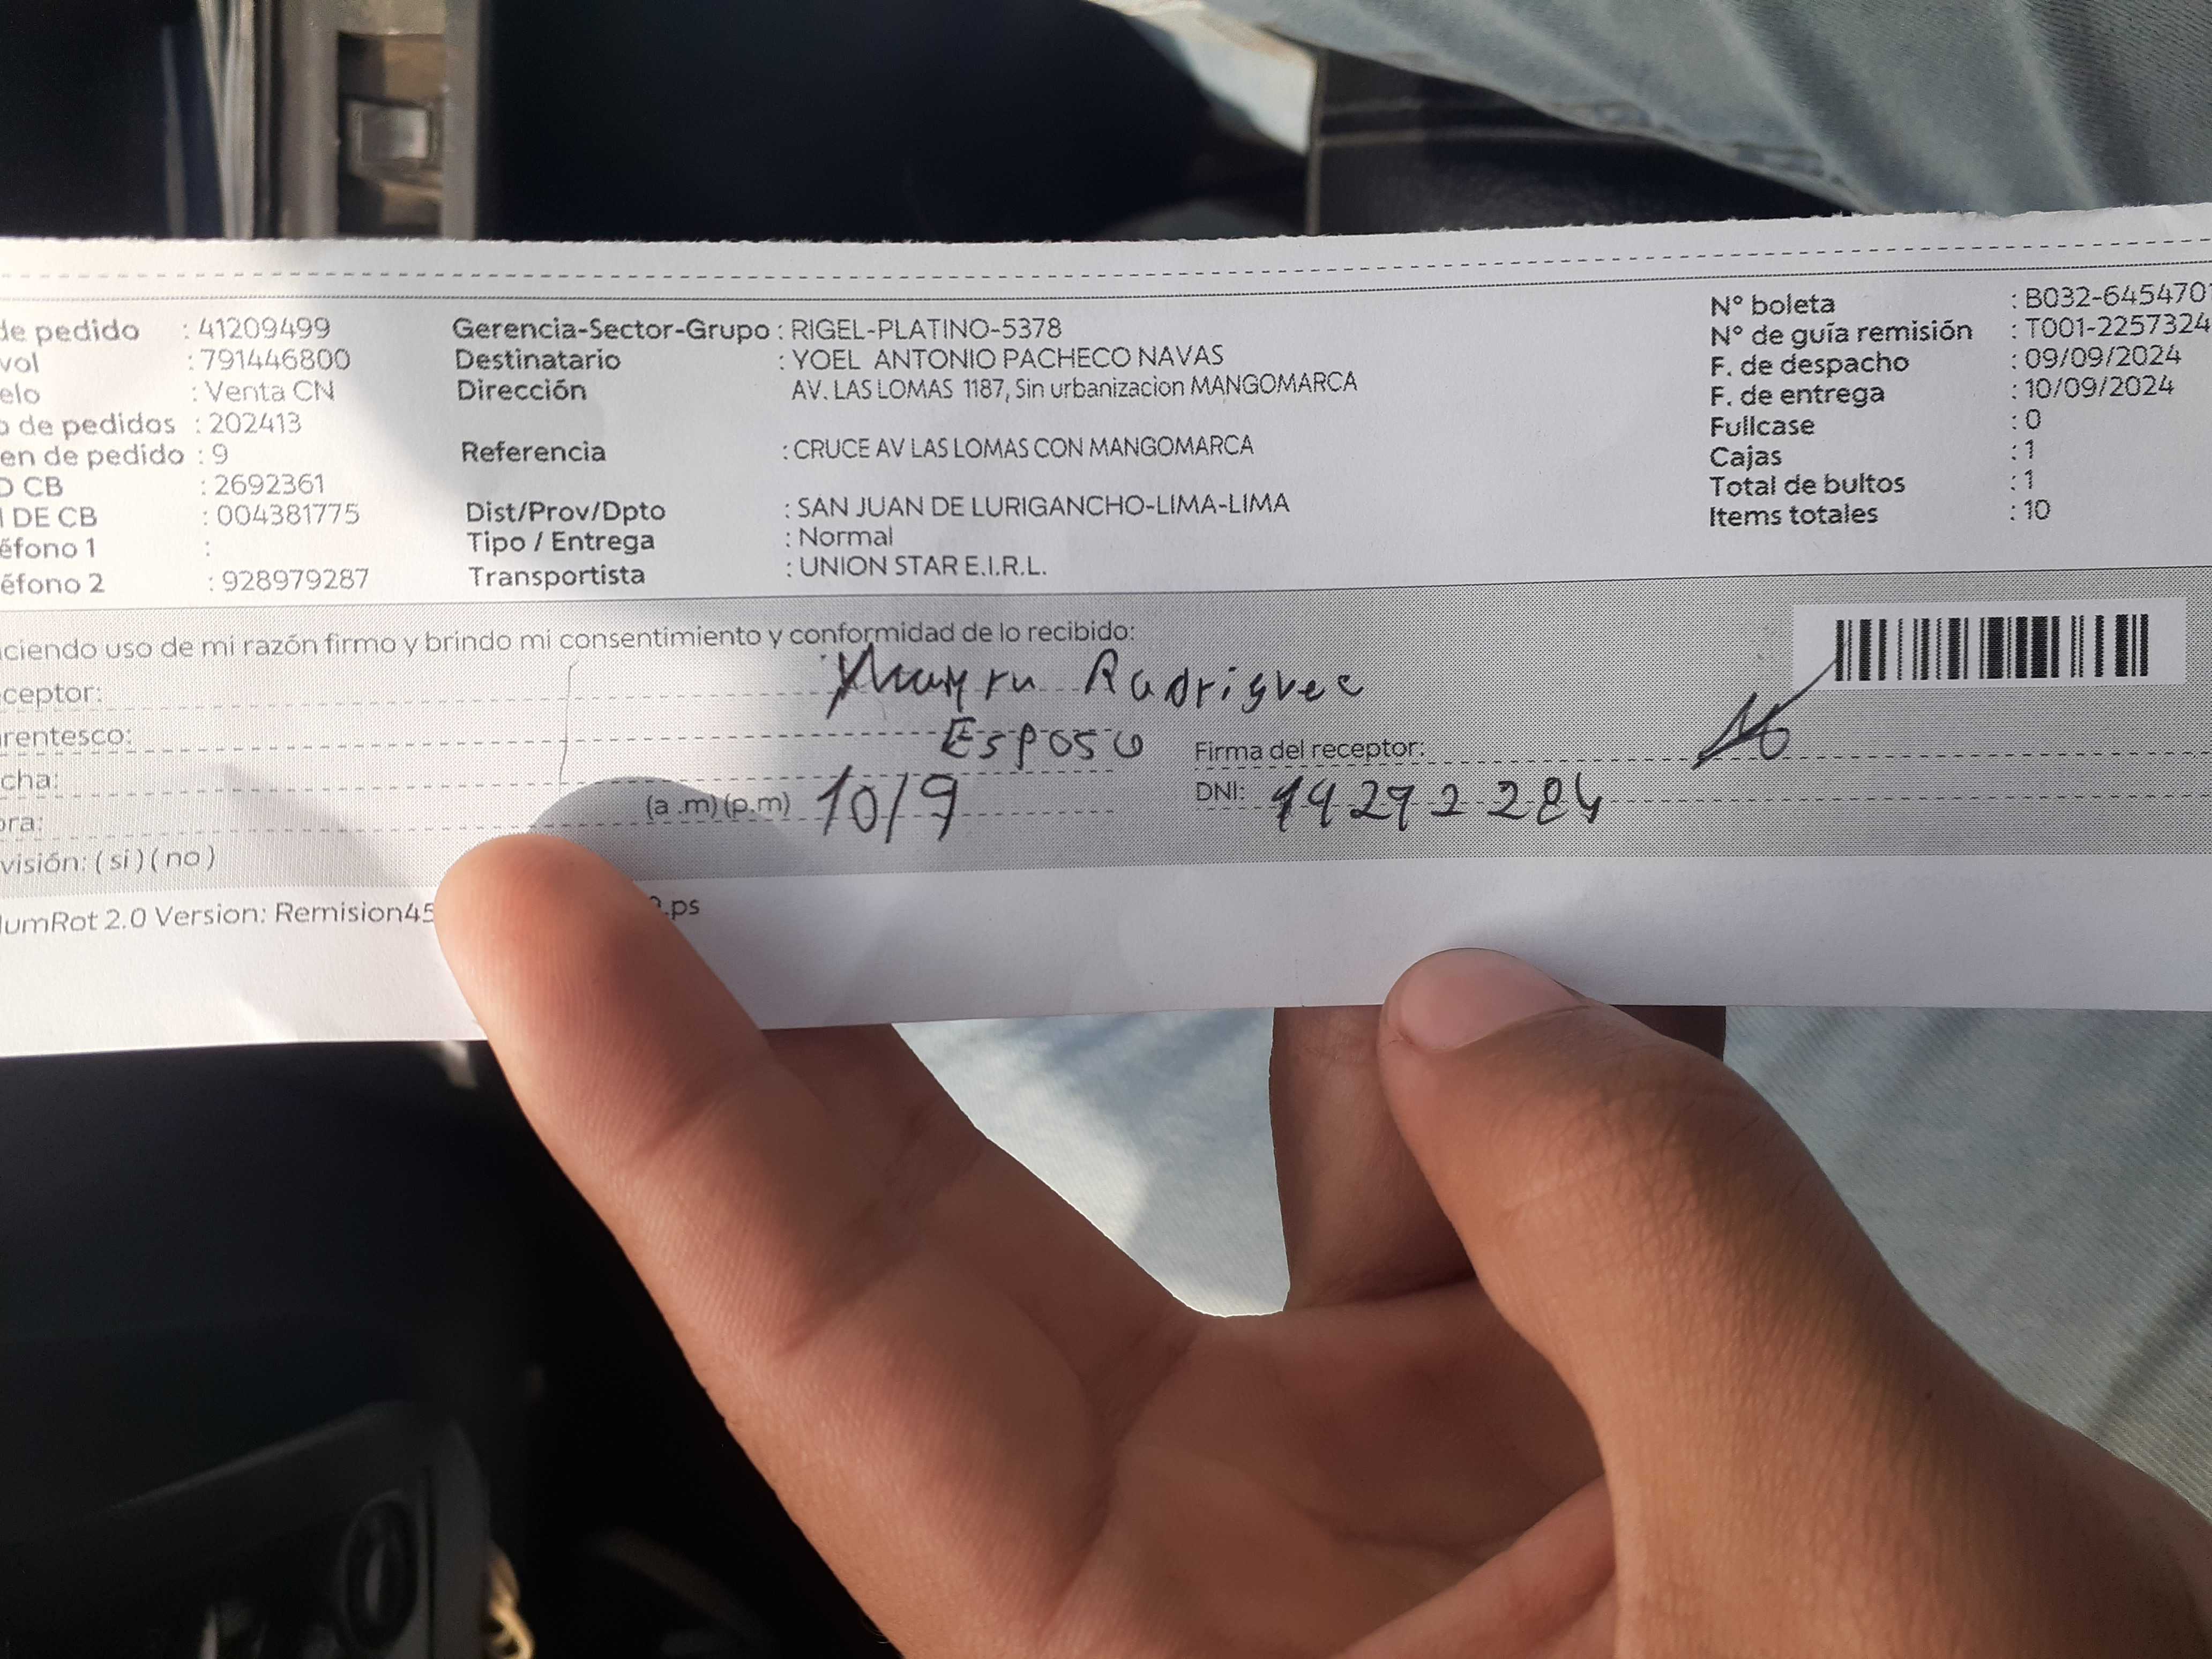 de pedido : 41209499
vol : 791446800
elo : Venta CN
o de pedidos : 202413
en de pedido : 9
D CB : 2692361
I DE CB : 004381775
éfono 1 :
éfono 2 : 928979287
Gerencia-Sector-Grupo : RIGEL-PLATINO-5378
Destinatario : YOEL ANTONIO PACHECO NAVAS
Dirección AV. LAS LOMAS 1187, Sin urbanizacion MANGOMARCA
Referencia : CRUCE AV LAS LOMAS CON MANGOMARCA
Dist/Prov/Dpto : SAN JUAN DE LURIGANCHO-LIMA-LIMA
Tipo / Entrega : Normal
Transportista : UNION STAR E.I.R.L.
N° boleta : B032-645470
N° de guía remisión : T001-2257324
F. de despacho : 09/09/2024
F. de entrega : 10/09/2024
Fullcase : 0
Cajas : 1
Total de bultos : 1
Items totales : 10
ciendo uso de mi razón firmo y brindo mi consentimiento y conformidad de lo recibido:
ceptor: Rodriguec
rentesco: Esposo
Firma del receptor:
cha:
(a .m) (p.m) 10/9
DNI: 14292284
ora:
visión: ( si ) ( no )
lumRot 2.0 Version: Remision45
.ps